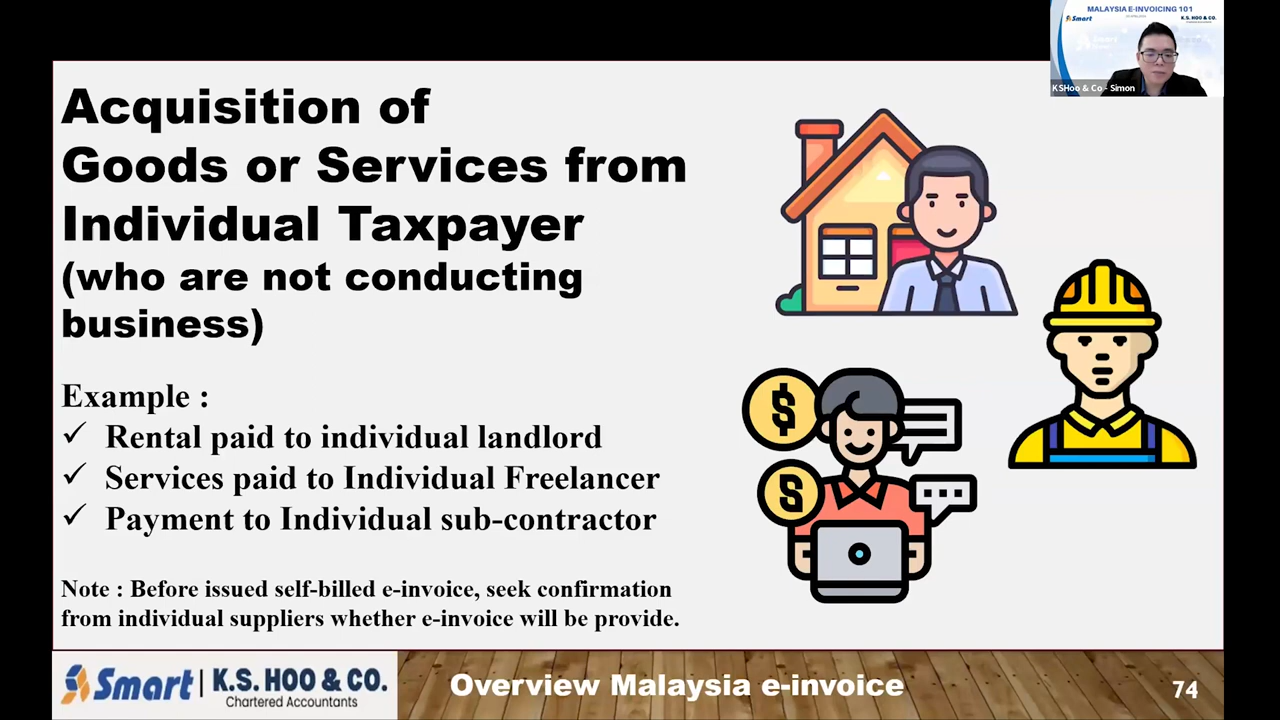 MALAYSIA E-INVOICING 101
Smart
K.S. HOO & CO.
KSHoo & Co - Simon
Acquisition of
Goods or Services from
Individual Taxpayer
(who are not conducting
business)
Example :
✓ Rental paid to individual landlord
✓ Services paid to Individual Freelancer
✓ Payment to Individual sub-contractor
Note : Before issued self-billed e-invoice, seek confirmation
from individual suppliers whether e-invoice will be provide.
Smart | K.S. HOO & CO.
Chartered Accountants
Overview Malaysia e-invoice
74